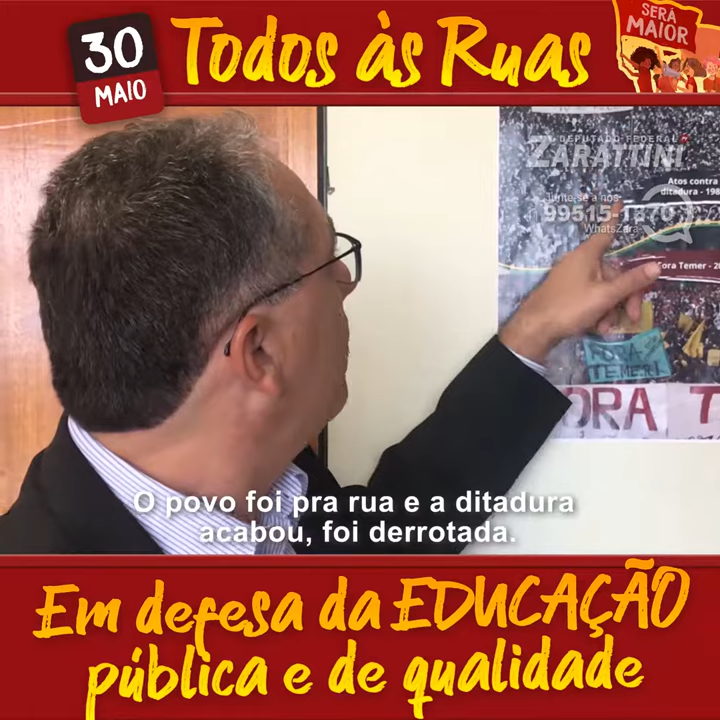 30
MAIO
Todos às Ruas
SERÁ
MAIOR
DEPUTADO FEDERAL
ZARATTINI
Junte-se a nós
99515-1370
WhatsZara
Atos contra
ditadura - 198
Fora Temer - 2
FORA
TEMER!
ORA T
O povo foi pra rua e a ditadura
acabou, foi derrotada.
Em defesa da EDUCAÇÃO
pública e de qualidade